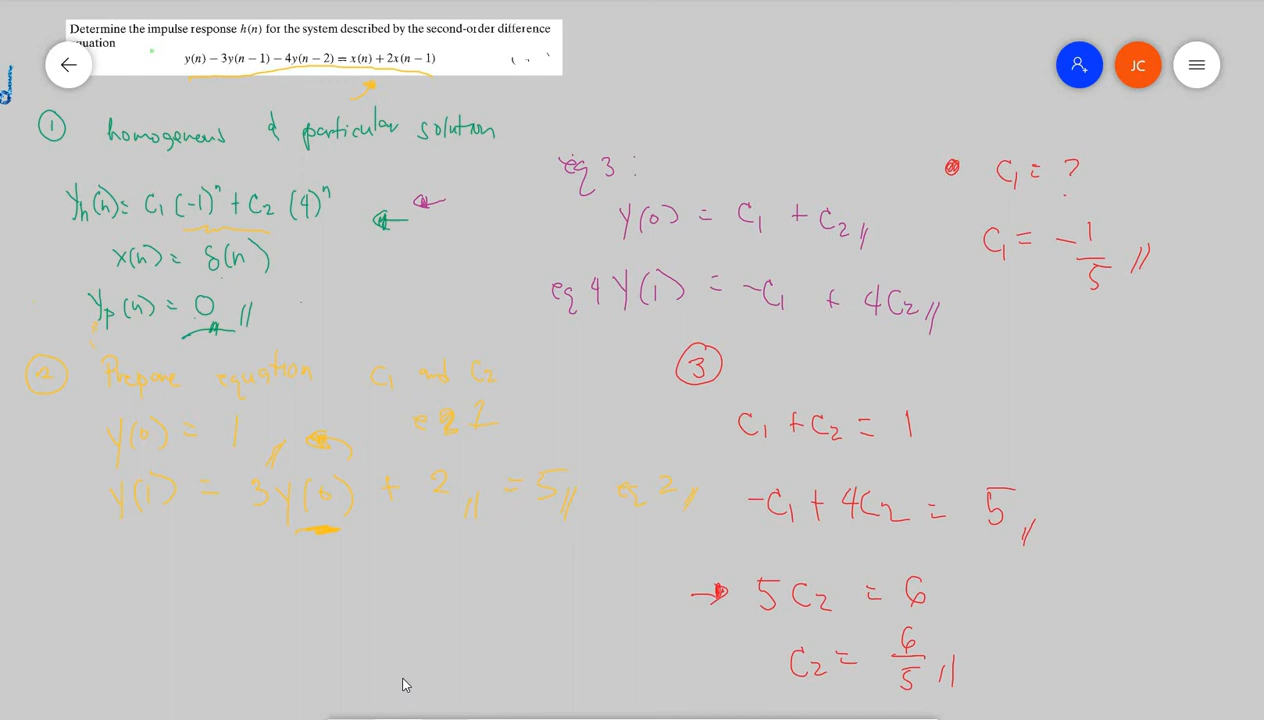 Determine the impulse response h(n) for the system described by the second-order difference
equation
y(n) − 3y(n − 1) − 4y(n − 2) = x(n) + 2x(n − 1)
JC
① homogenous & particular solution
yh(n) = C1 (-1)^n + C2 (4)^n
x(n) = δ(n)
yp(n) = 0 //
② Prepare equation C1 and C2
y(0) = 1 //
y(1) = 3y(0) + 2 // = 5 // eq 2 //
eq 3 :
y(0) = C1 + C2 //
eq 4 y(1) = -C1 + 4C2 //
③
C1 + C2 = 1
-C1 + 4C2 = 5 //
→ 5C2 = 6
C2 = 6/5 //
C1 = ?
C1 = -1/5 //